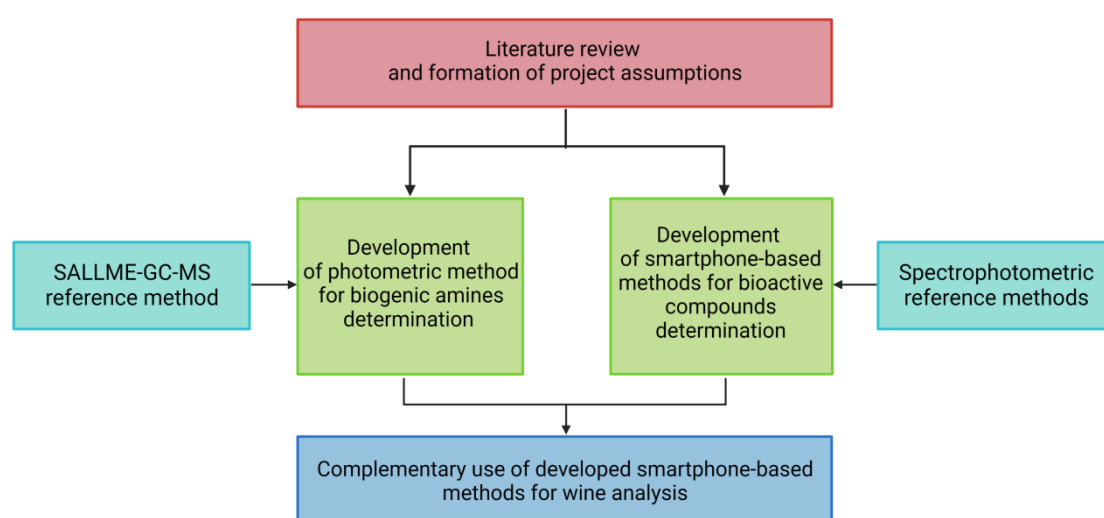 Literature review
and formation of project assumptions
SALLME-GC-MS
reference method
Development
of photometric method
for biogenic amines
determination
Development
of smartphone-based
methods for bioactive
compounds
determination
Spectrophotometric
reference methods
Complementary use of developed smartphone-based
methods for wine analysis